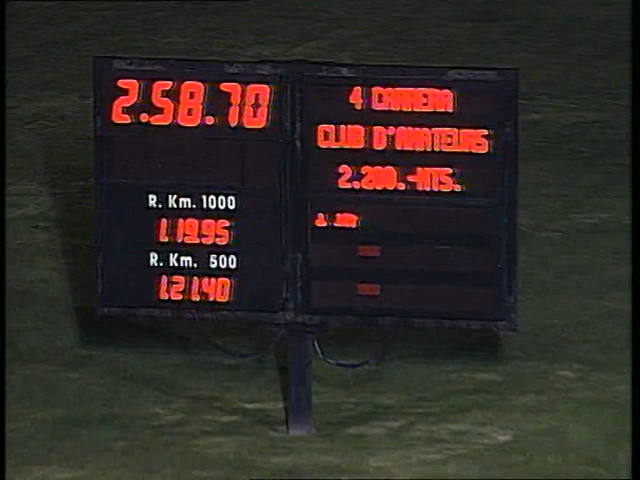 2.58.70
R. Km. 1000
1.19.95
R. Km. 500
1.21.40
4 CARRERA
CLUB D'AMATEURS
2.200.-MTS.